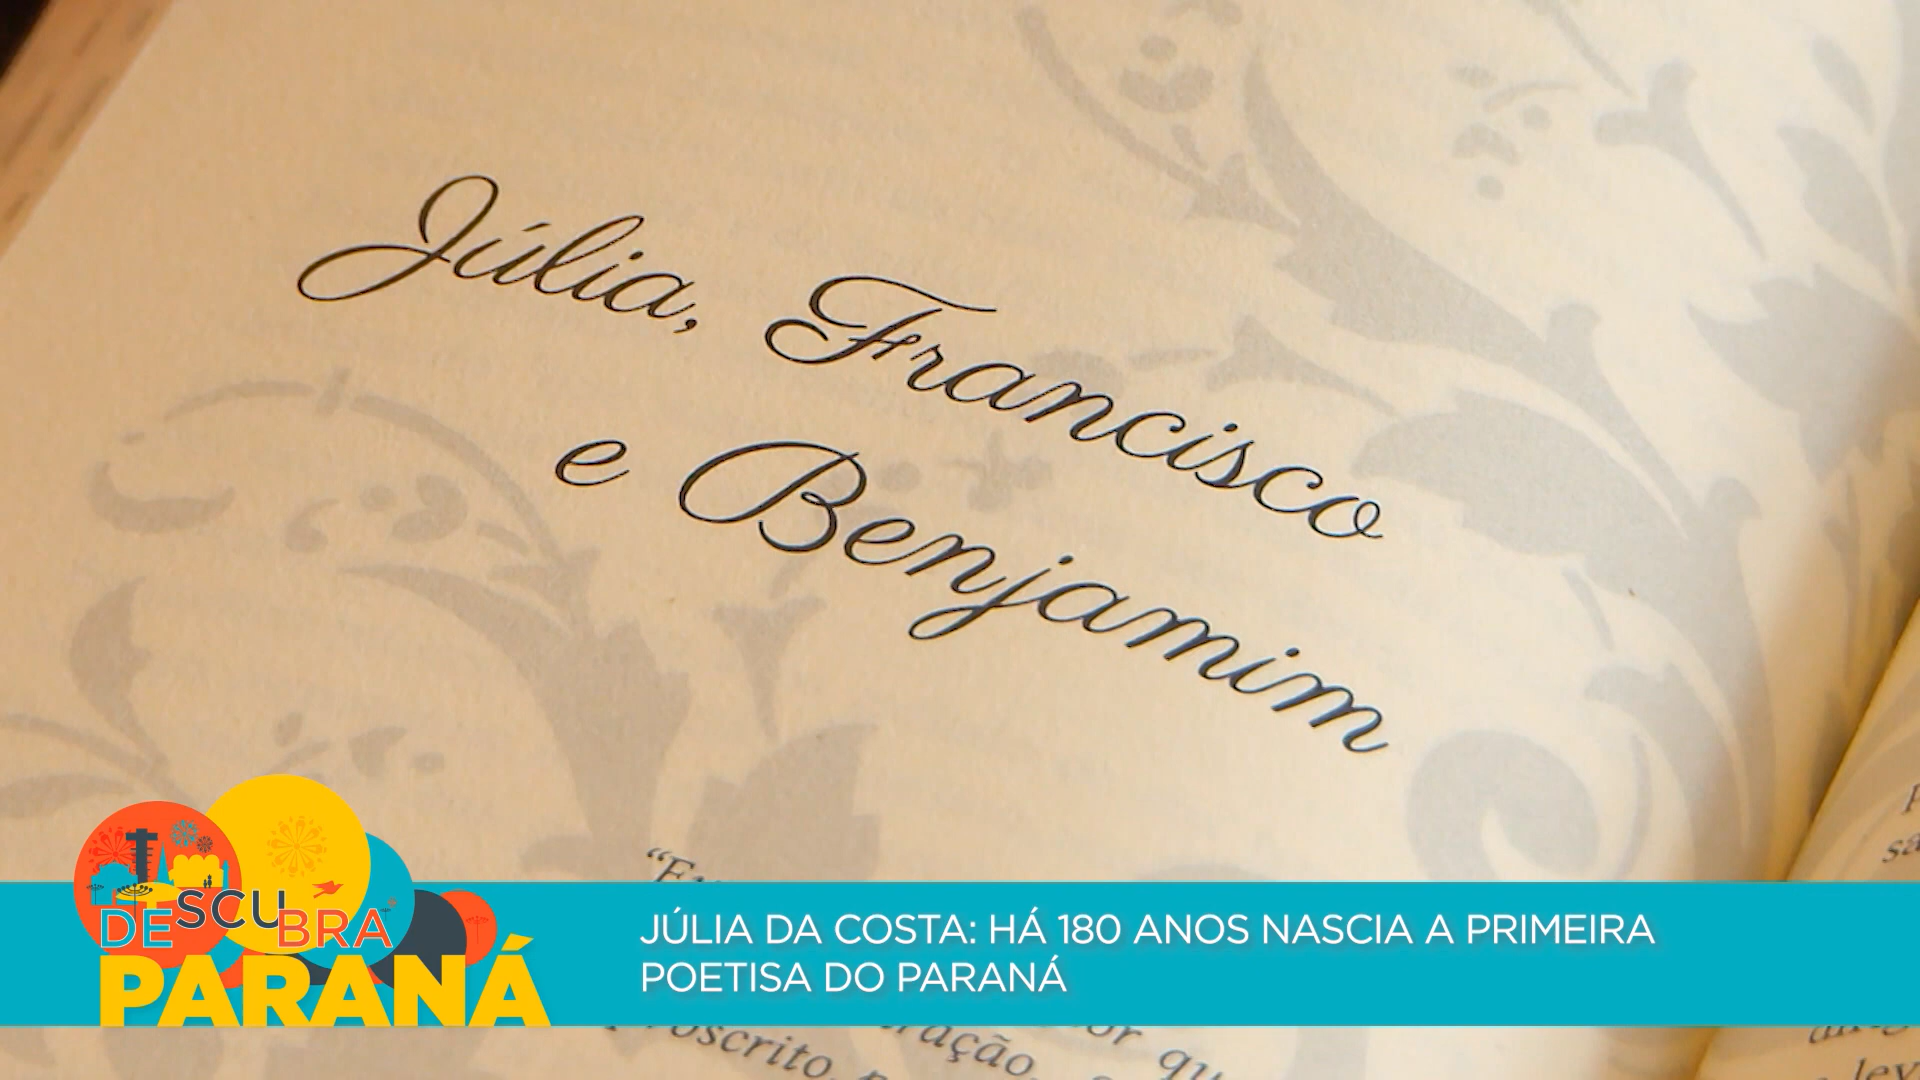 Júlia, Francisco
e Benjamim
DESCUBRA
PARANÁ
JÚLIA DA COSTA: HÁ 180 ANOS NASCIA A PRIMEIRA
POETISA DO PARANÁ